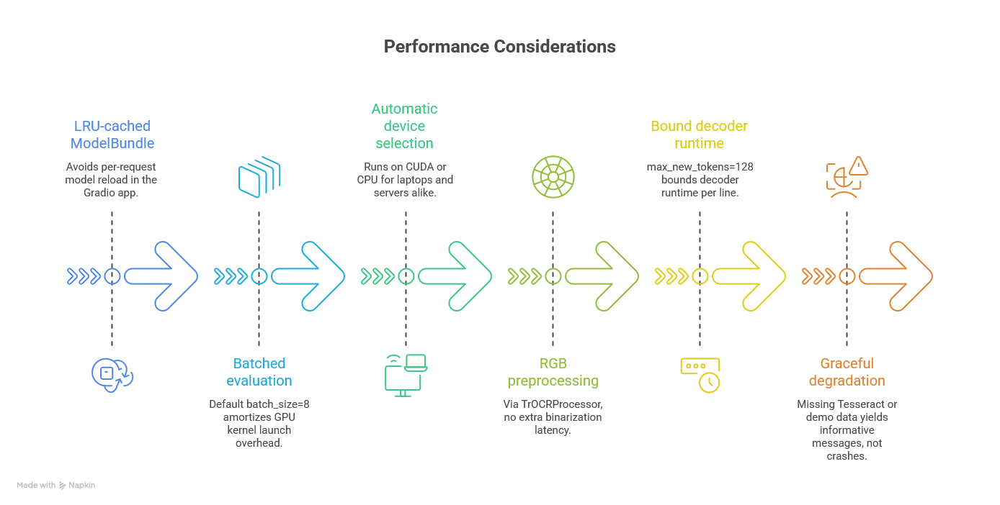 Performance Considerations
LRU-cached
ModelBundle
Avoids per-request
model reload in the
Gradio app.
Batched
evaluation
Default batch_size=8
amortizes GPU
kernel launch
overhead.
Automatic
device
selection
Runs on CUDA or
CPU for laptops and
servers alike.
RGB
preprocessing
Via TrOCRProcessor,
no extra binarization
latency.
Bound decoder
runtime
max_new_tokens=128
bounds decoder
runtime per line.
Graceful
degradation
Missing Tesseract or
demo data yields
informative
messages, not
crashes.
Made with Napkin